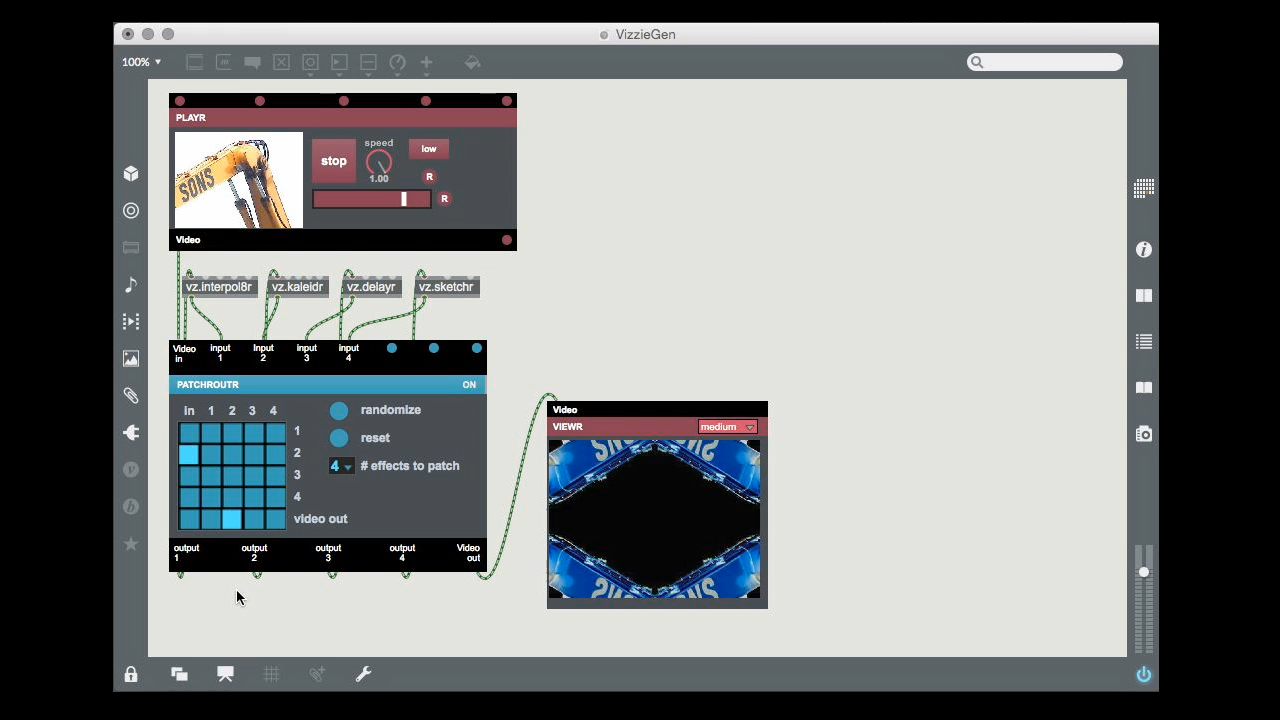 VizzieGen
100%
PLAYR
SONS
stop
speed
1.00
low
R
R
Video
vz.interpol8r
vz.kaleidr
vz.delayr
vz.sketchr
Video in
input 1
Input 2
input 3
input 4
PATCHROUTR
ON
in 1 2 3 4
1
2
3
4
video out
randomize
reset
4
# effects to patch
output 1
output 2
output 3
output 4
Video out
Video
VIEWR
medium